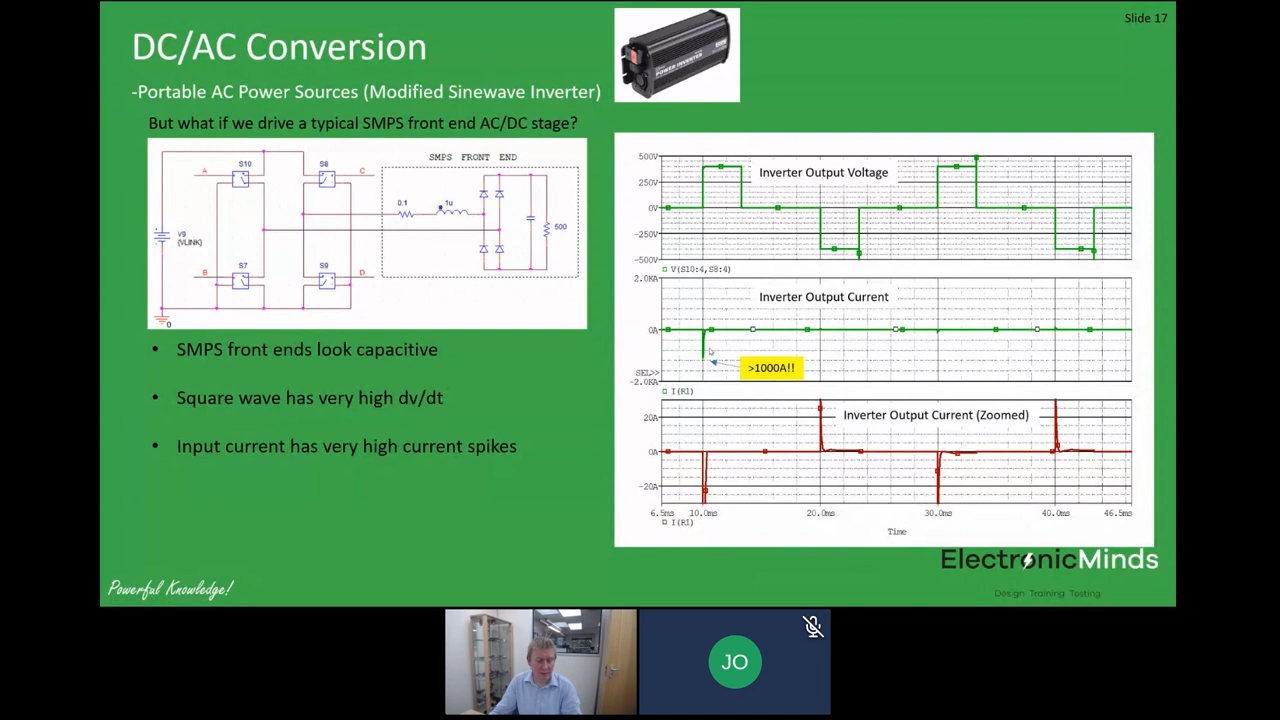 Slide 17
DC/AC Conversion
-Portable AC Power Sources (Modified Sinewave Inverter)
POWER INVERTER
But what if we drive a typical SMPS front end AC/DC stage?
SMPS FRONT END
S10
S8
A
C
0.1
1u
V9
(VLINK)
500
S7
S9
B
D
0
500V
250V
0V
-250V
-500V
Inverter Output Voltage
V(S10:4,S8:4)
2.0KA
0A
SEL>>
-2.0KA
Inverter Output Current
>1000A!!
I(R1)
20A
0A
-20A
Inverter Output Current (Zoomed)
6.5ms 10.0ms 20.0ms 30.0ms 40.0ms 46.5ms
I(R1)
Time
• SMPS front ends look capacitive
• Square wave has very high dv/dt
• Input current has very high current spikes
ElectronicMinds
Design Training Testing
Powerful Knowledge!
JO